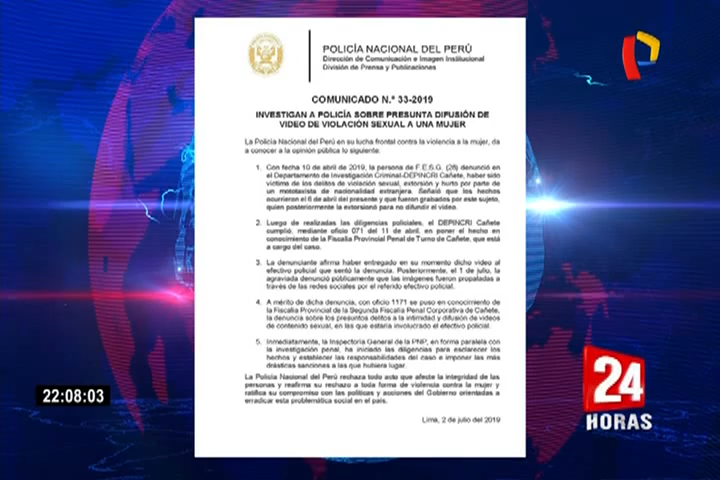 POLICÍA NACIONAL DEL PERÚ
Dirección de Comunicación e Imagen Institucional
División de Prensa y Publicaciones
COMUNICADO N.º 33-2019
INVESTIGAN A POLICÍA SOBRE PRESUNTA DIFUSIÓN DE
VIDEO DE VIOLACIÓN SEXUAL A UNA MUJER
La Policía Nacional del Perú en su lucha frontal contra la violencia a la mujer, da
a conocer a la opinión pública lo siguiente:
1. Con fecha 10 de abril de 2019, la persona de F.E.S.G. (26) denunció en
el Departamento de Investigación Criminal-DEPINCRI Cañete, haber sido
víctima de los delitos de violación sexual, extorsión y hurto por parte de
un mototaxista de nacionalidad extranjera. Señaló que los hechos
ocurrieron el 6 de abril del presente y que fueron grabados por este sujeto,
quien posteriormente la extorsionó para no difundir el video.
2. Luego de realizadas las diligencias policiales, el DEPINCRI Cañete
cumplió, mediante oficio 071 del 11 de abril, en poner el hecho en
conocimiento de la Fiscalía Provincial Penal de Turno de Cañete, que está
a cargo del caso.
3. La denunciante afirma haber entregado en su momento dicho video al
efectivo policial que sentó la denuncia. Posteriormente, el 1 de julio, la
agraviada denunció públicamente que las imágenes fueron propaladas a
través de las redes sociales por el referido efectivo policial.
4. A mérito de dicha denuncia, con oficio 1171 se puso en conocimiento de
la Fiscalía Provincial de la Segunda Fiscalía Penal Corporativa de Cañete,
la denuncia sobre los presuntos delitos a la intimidad y difusión de videos
de contenido sexual, en las que estaría involucrado el efectivo policial.
5. Inmediatamente, la Inspectoría General de la PNP, en forma paralela con
la investigación penal, ha iniciado las diligencias para esclarecer los
hechos y establecer las responsabilidades del caso e imponer las más
drásticas sanciones a las que hubiera lugar.
La Policía Nacional del Perú rechaza todo acto que afecte la integridad de las
personas y reafirma su rechazo a toda forma de violencia contra la mujer y
ratifica su compromiso con las políticas y acciones del Gobierno orientadas a
erradicar esta problemática social en el país.
Lima, 2 de julio del 2019
22:08:03
24
HORAS